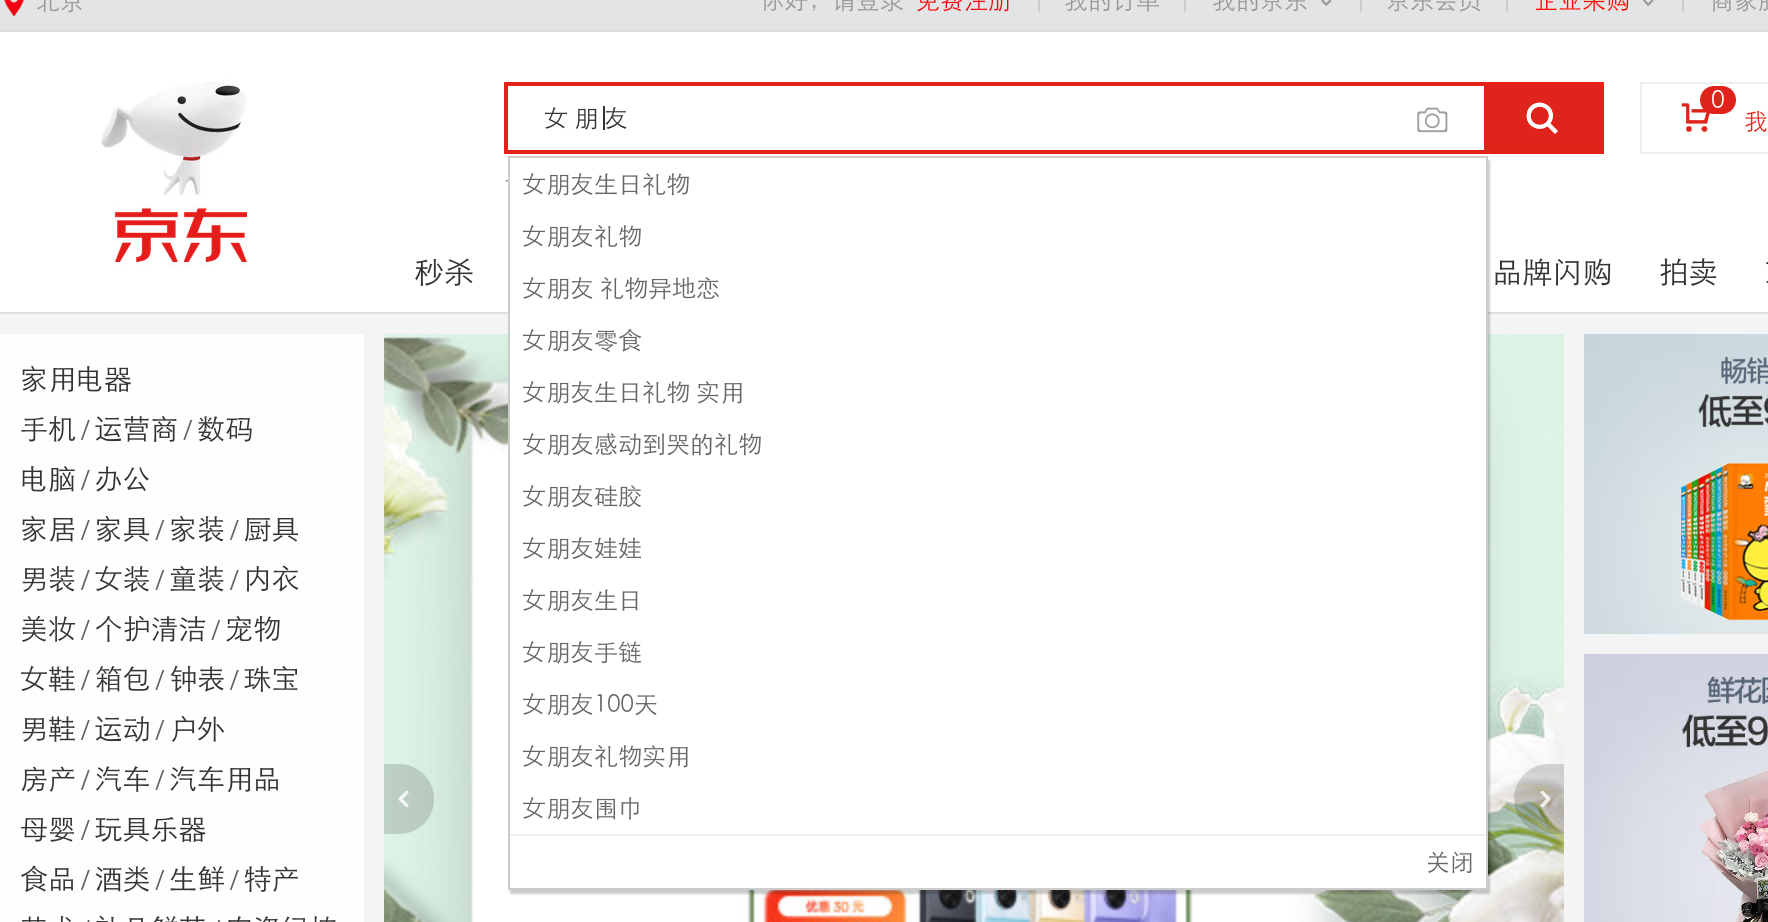 北京
你好，请登录 免费注册 我的订单 我的京东 京东会员 企业采购
女 朋友
0
我
京东
女朋友生日礼物
女朋友礼物
女朋友 礼物异地恋
女朋友零食
女朋友生日礼物 实用
女朋友感动到哭的礼物
女朋友硅胶
女朋友娃娃
女朋友生日
女朋友手链
女朋友100天
女朋友礼物实用
女朋友围巾
关闭
秒杀
品牌闪购 拍卖
家用电器
手机/运营商/数码
电脑/办公
家居/家具/家装/厨具
男装/女装/童装/内衣
美妆/个护清洁/宠物
女鞋/箱包/钟表/珠宝
男鞋/运动/户外
房产/汽车/汽车用品
母婴/玩具乐器
食品/酒类/生鲜/特产
优惠30元
畅销
低至9
鲜花
低至9